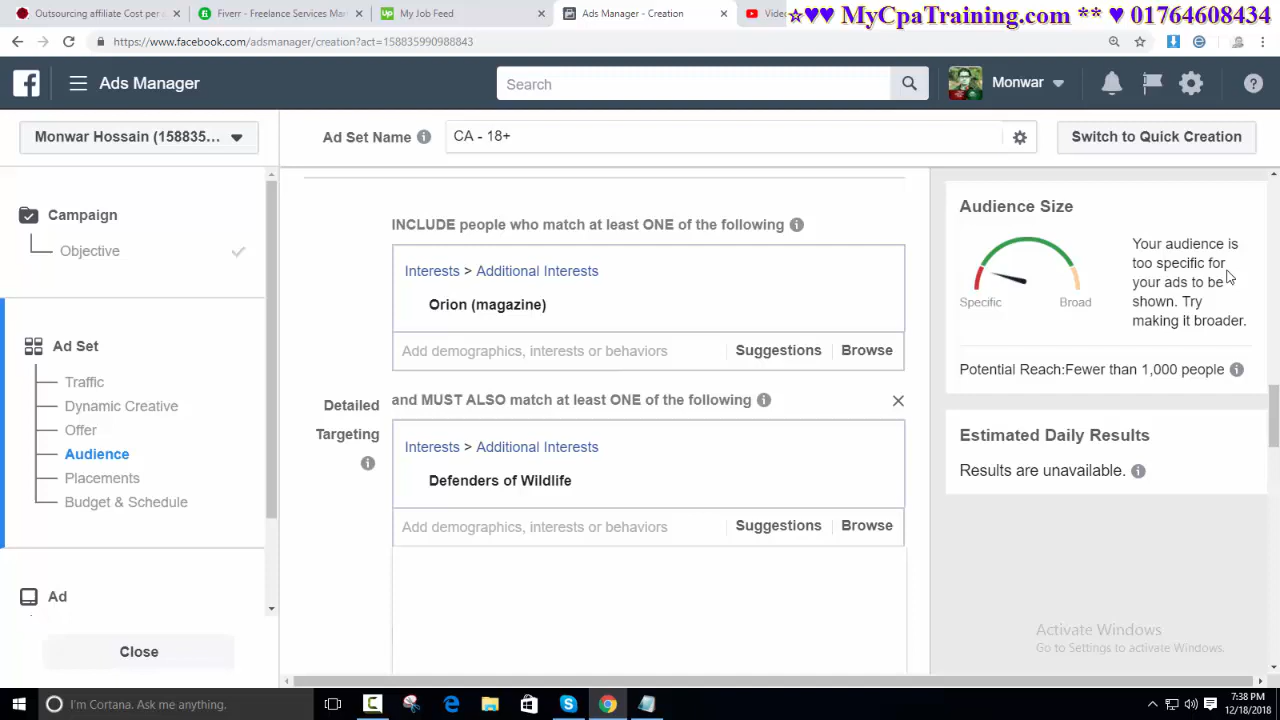 Outsourcing affiliate Cost per
Fiverr - Freelance Services Mar
My Job Feed
Ads Manager - Creation
Vide
☆♥♥ MyCpaTraining.com ** ♥ 01764608434
https://www.facebook.com/adsmanager/creation?act=158835990988843
Ads Manager
Search
Monwar
Monwar Hossain (158835...
Ad Set Name
CA - 18+
Switch to Quick Creation
Campaign
Objective
Ad Set
Traffic
Dynamic Creative
Offer
Audience
Placements
Budget & Schedule
Ad
Close
INCLUDE people who match at least ONE of the following
Interests > Additional Interests
Orion (magazine)
Add demographics, interests or behaviors
Suggestions
Browse
Detailed
Targeting
and MUST ALSO match at least ONE of the following
Interests > Additional Interests
Defenders of Wildlife
Add demographics, interests or behaviors
Suggestions
Browse
Audience Size
Specific
Broad
Your audience is
too specific for
your ads to be
shown. Try
making it broader.
Potential Reach:Fewer than 1,000 people
Estimated Daily Results
Results are unavailable.
Activate Windows
Go to Settings to activate Windows.
I'm Cortana. Ask me anything.
7:38 PM
12/18/2018